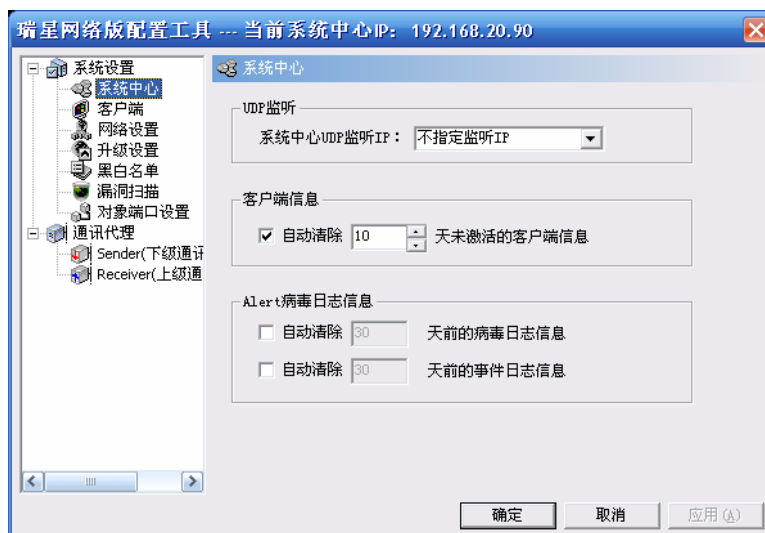 瑞星网络版配置工具 --- 当前系统中心IP: 192.168.20.90
系统设置
系统中心
客户端
网络设置
升级设置
黑白名单
漏洞扫描
对象端口设置
通讯代理
Sender(下级通讯
Receiver(上级通
系统中心
UDP监听
系统中心UDP监听IP： 不指定监听IP
客户端信息
自动清除 10 天未激活的客户端信息
Alert病毒日志信息
自动清除 30 天前的病毒日志信息
自动清除 30 天前的事件日志信息
确定 取消 应用(A)